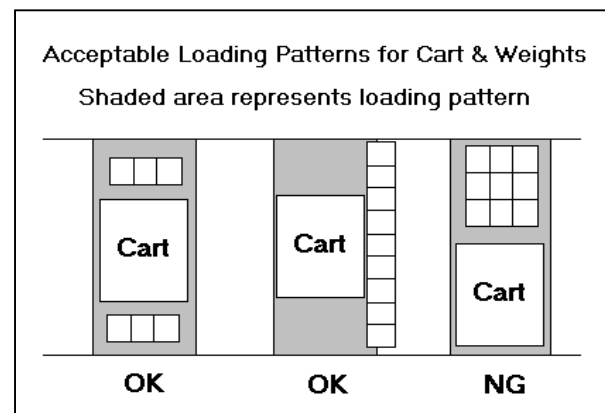 Acceptable Loading Patterns for Cart & Weights
Shaded area represents loading pattern
Cart
Cart
Cart
OK
OK
NG